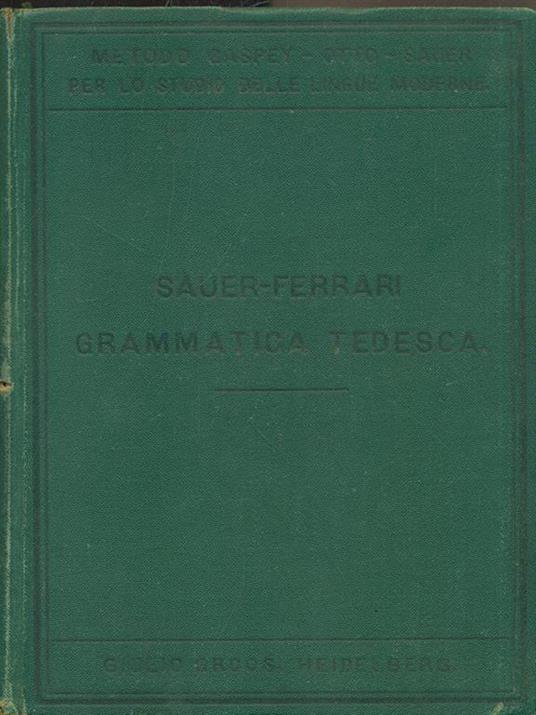 METODO GASPEY - OTTO - SAUER
PER LO STUDIO DELLE LINGUE MODERNE.
SAUER-FERRARI
GRAMMATICA TEDESCA.
GIULIO GROOS. HEIDELBERG.